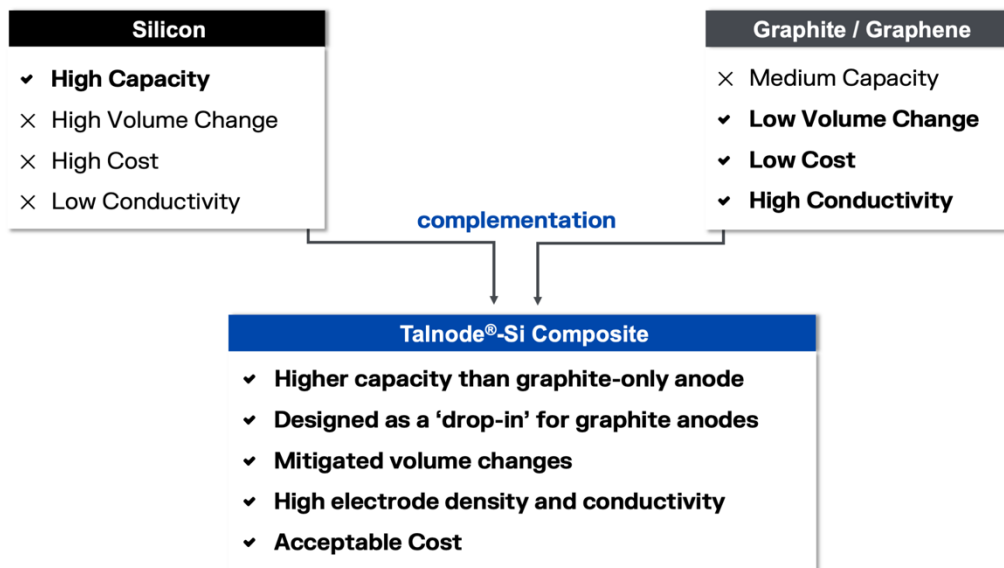 Silicon
✓ High Capacity
× High Volume Change
× High Cost
× Low Conductivity
Graphite / Graphene
× Medium Capacity
✓ Low Volume Change
✓ Low Cost
✓ High Conductivity
complementation
Talnode®-Si Composite
✓ Higher capacity than graphite-only anode
✓ Designed as a ‘drop-in’ for graphite anodes
✓ Mitigated volume changes
✓ High electrode density and conductivity
✓ Acceptable Cost